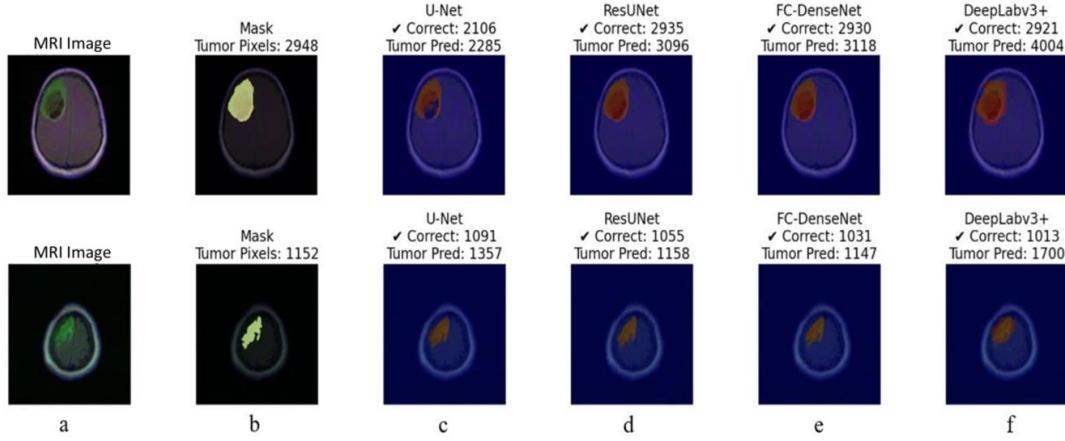 MRI Image
Mask
Tumor Pixels: 2948
U-Net
✔ Correct: 2106
Tumor Pred: 2285
ResUNet
✔ Correct: 2935
Tumor Pred: 3096
FC-DenseNet
✔ Correct: 2930
Tumor Pred: 3118
DeepLabv3+
✔ Correct: 2921
Tumor Pred: 4004
MRI Image
Mask
Tumor Pixels: 1152
U-Net
✔ Correct: 1091
Tumor Pred: 1357
ResUNet
✔ Correct: 1055
Tumor Pred: 1158
FC-DenseNet
✔ Correct: 1031
Tumor Pred: 1147
DeepLabv3+
✔ Correct: 1013
Tumor Pred: 1700
a
b
c
d
e
f